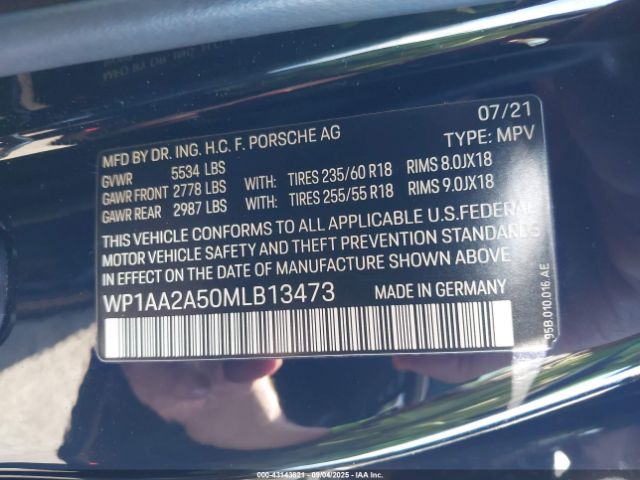 07/21
MFD BY DR. ING. H.C. F. PORSCHE AG TYPE: MPV
GVWR 5534 LBS
GAWR FRONT 2778 LBS WITH: TIRES 235/60 R18 RIMS 8.0JX18
GAWR REAR 2987 LBS WITH: TIRES 255/55 R18 RIMS 9.0JX18
THIS VEHICLE CONFORMS TO ALL APPLICABLE U.S.FEDERAL
MOTOR VEHICLE SAFETY AND THEFT PREVENTION STANDARDS
IN EFFECT ON THE DATE OF MANUFACTURE SHOWN ABOVE
WP1AA2A50MLB13473 MADE IN GERMANY
95B.010.016 AE
000-43143821 - 09/04/2025 - IAAI.com